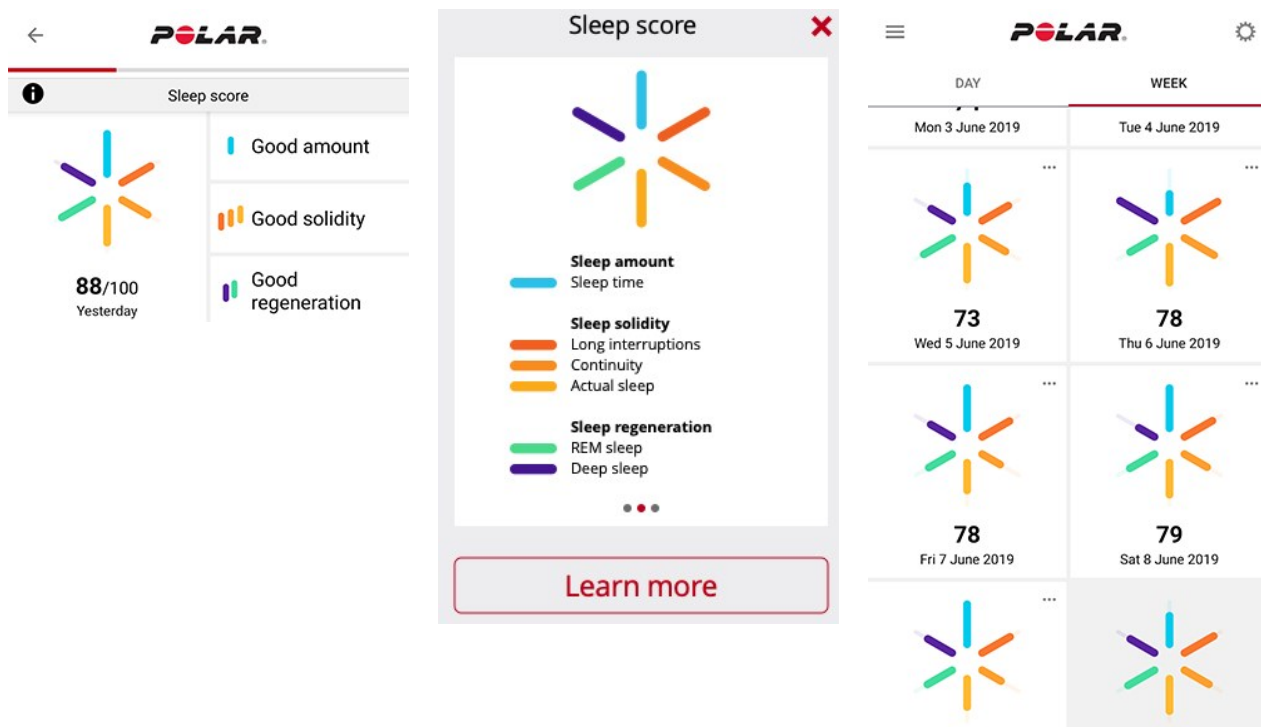 POLAR
Sleep score
Good amount
Good solidity
Good
regeneration
88/100
Yesterday
Sleep score
Sleep amount
Sleep time
Sleep solidity
Long interruptions
Continuity
Actual sleep
Sleep regeneration
REM sleep
Deep sleep
Learn more
POLAR
DAY
WEEK
Mon 3 June 2019
Tue 4 June 2019
73
Wed 5 June 2019
78
Thu 6 June 2019
78
Fri 7 June 2019
79
Sat 8 June 2019